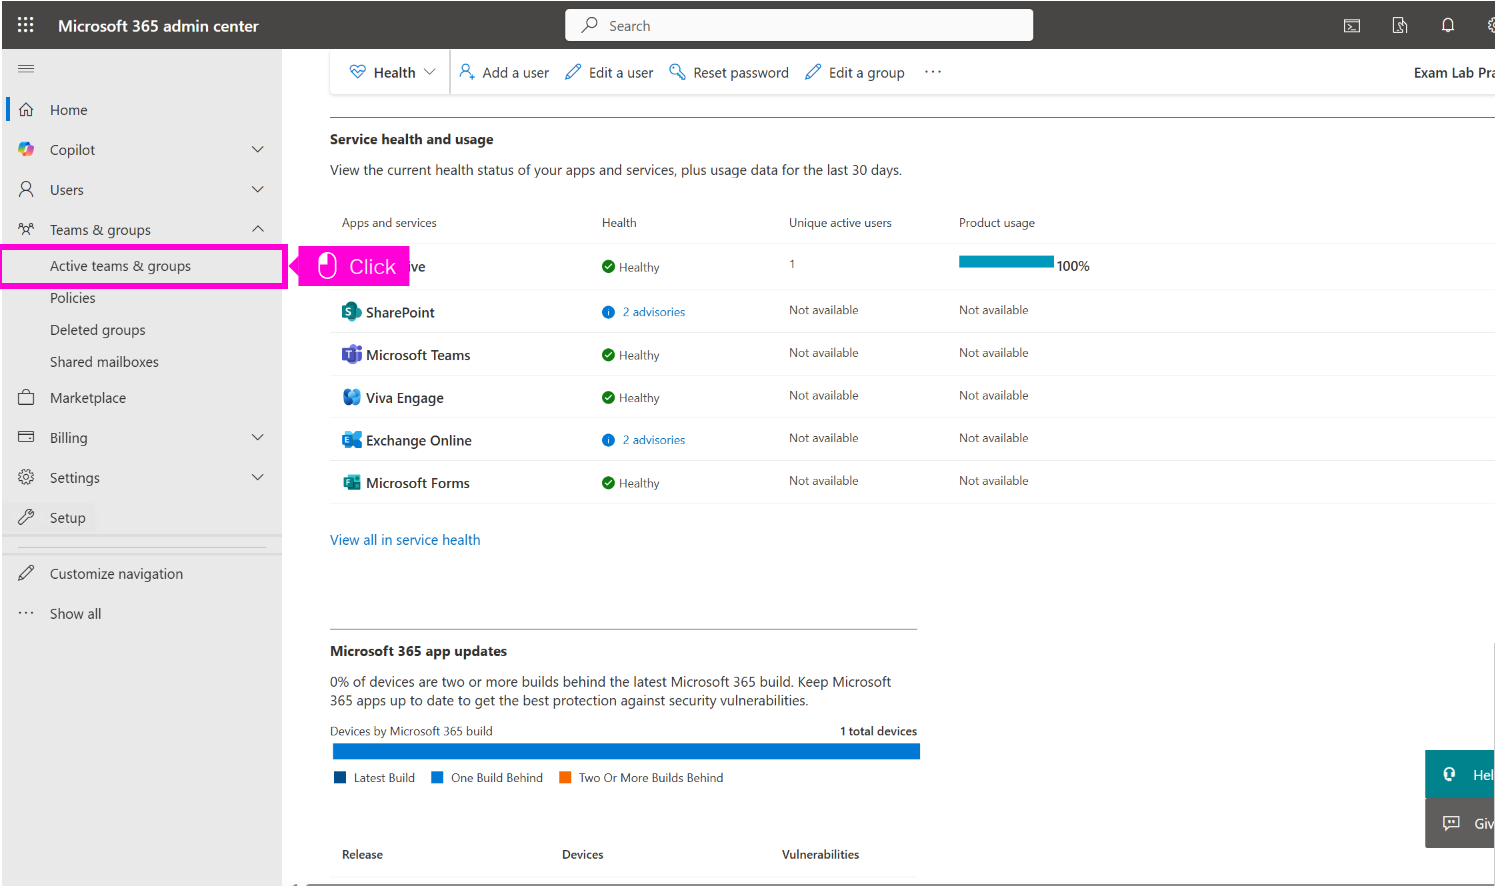 Microsoft 365 admin center
Search
Health
Add a user
Edit a user
Reset password
Edit a group
Exam Lab Pra
Home
Copilot
Users
Teams & groups
Active teams & groups
Policies
Deleted groups
Shared mailboxes
Marketplace
Billing
Settings
Setup
Customize navigation
Show all
Click
Service health and usage
View the current health status of your apps and services, plus usage data for the last 30 days.
Apps and services Health Unique active users Product usage
ive Healthy 1 100%
SharePoint 2 advisories Not available Not available
Microsoft Teams Healthy Not available Not available
Viva Engage Healthy Not available Not available
Exchange Online 2 advisories Not available Not available
Microsoft Forms Healthy Not available Not available
View all in service health
Microsoft 365 app updates
0% of devices are two or more builds behind the latest Microsoft 365 build. Keep Microsoft
365 apps up to date to get the best protection against security vulnerabilities.
Devices by Microsoft 365 build 1 total devices
Latest Build One Build Behind Two Or More Builds Behind
Release Devices Vulnerabilities
Hel
Giv